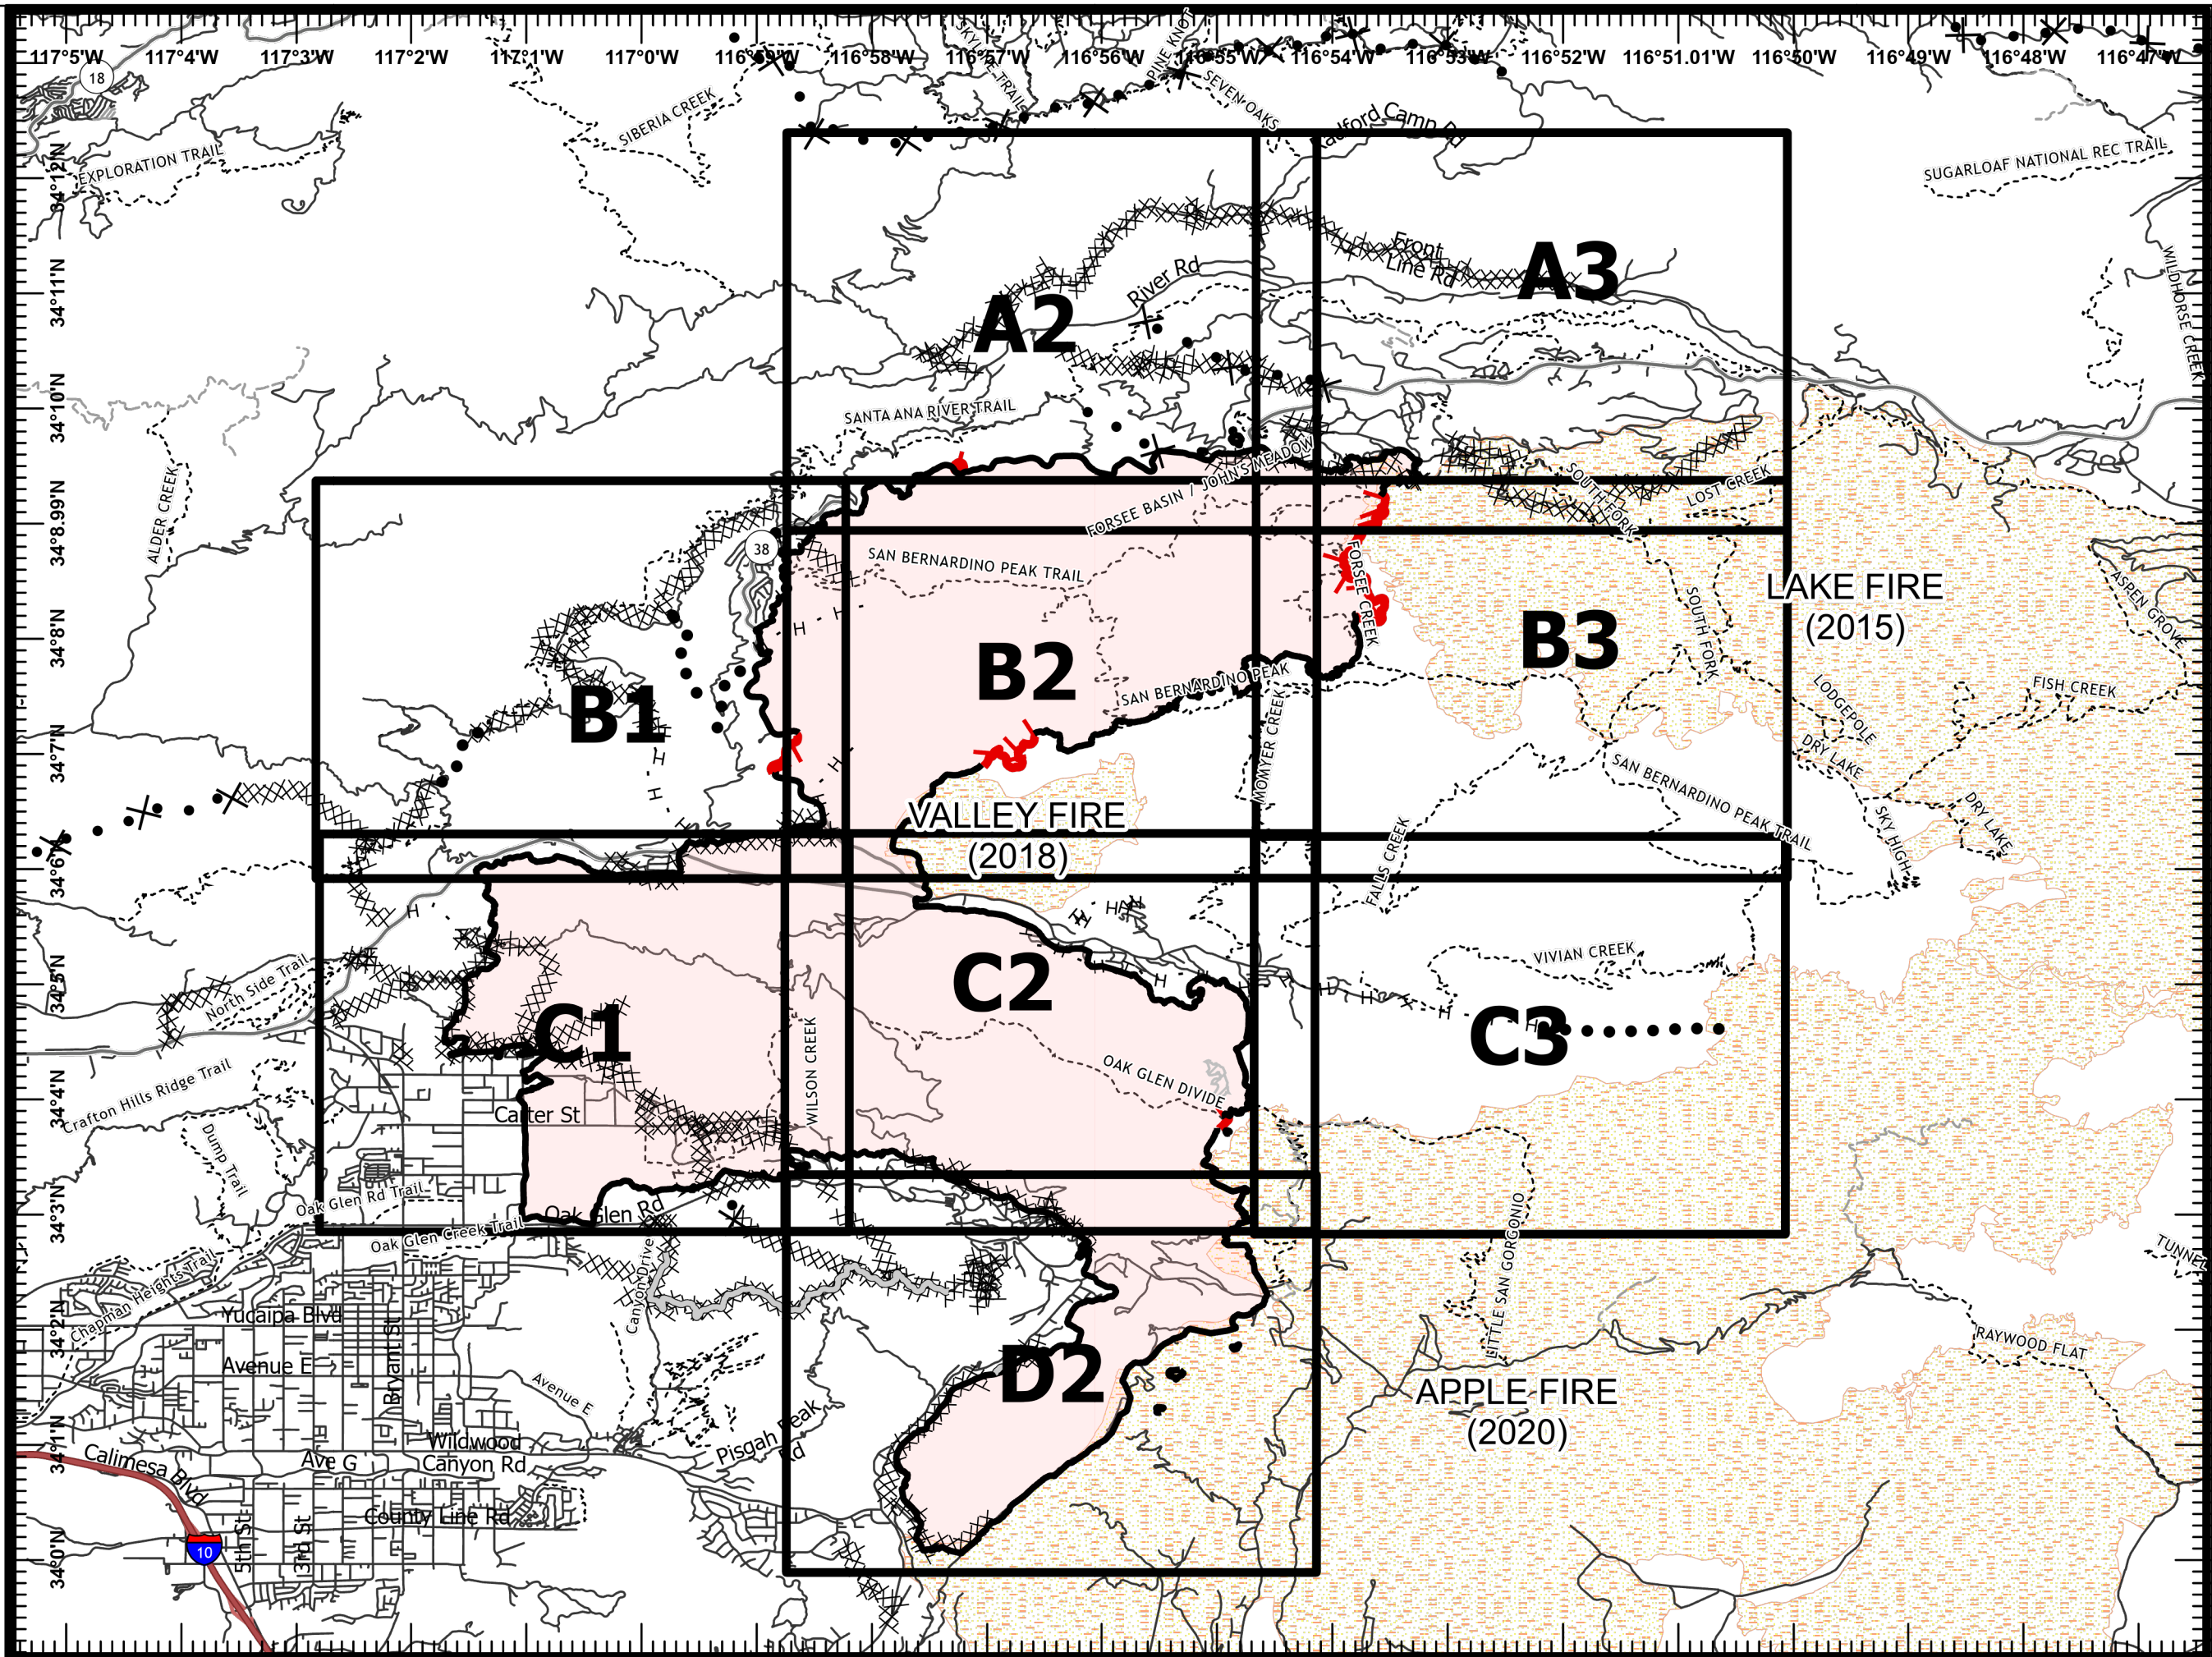 117°5'W 117°4'W 117°3'W 117°2'W 117°1'W 117°0'W 116°59'W 116°58'W 116°57'W 116°56'W 116°55'W 116°54'W 116°53'W 116°52'W 116°51.01'W 116°50'W 116°49'W 116°48'W 116°47'W
18
SKYLINE TRAIL
PINE KNOT
SEVEN OAKS
SIBERIA CREEK
Radford Camp Rd
EXPLORATION TRAIL
SUGARLOAF NATIONAL REC TRAIL
34°12'N
WILDHORSE CREEK
Front
Line Rd
A3
River Rd
A2
34°11'N
SANTA ANA RIVER TRAIL
34°10'N
FORSEE BASIN / JOHN'S MEADOW
SOUTH FORK
LOST CREEK
ALDER CREEK
34°8.99'N
38
SAN BERNARDINO PEAK TRAIL
FORSEE CREEK
LAKE FIRE
(2015)
ASPEN GROVE
SOUTH FORK
34°8'N
H
H
B1
B2
B3
SAN BERNARDINO PEAK
LODGEPOLE
FISH CREEK
MOMYER CREEK
DRY LAKE
34°7'N
H
H
H
SAN BERNARDINO PEAK TRAIL
SKY HIGH
DRY LAKE
VALLEY FIRE
(2018)
34°6'N
FALLS CREEK
H
H
H
VIVIAN CREEK
34°5'N
North Side Trail
C2
H
H
H
H
H
H
C1
C3
WILSON CREEK
OAK GLEN DIVIDE
Crafton Hills Ridge Trail
34°4'N
Carter St
Dump Trail
Oak Glen Rd Trail
34°3'N
Oak Glen Rd
Oak Glen Creek Trail
LITTLE SAN GORGONIO
TUNNEL
Chapman Heights Trail
Canyon Drive
34°2'N
Yucaipa Blvd
RAYWOOD FLAT
Bryant St
Avenue E
Avenue E
D2
APPLE FIRE
(2020)
34°1'N
Calimesa Blvd
Wildwood
Canyon Rd
Ave G
Pisgah Peak
Rd
County Line Rd
5th St
3rd St
10
34°0'N